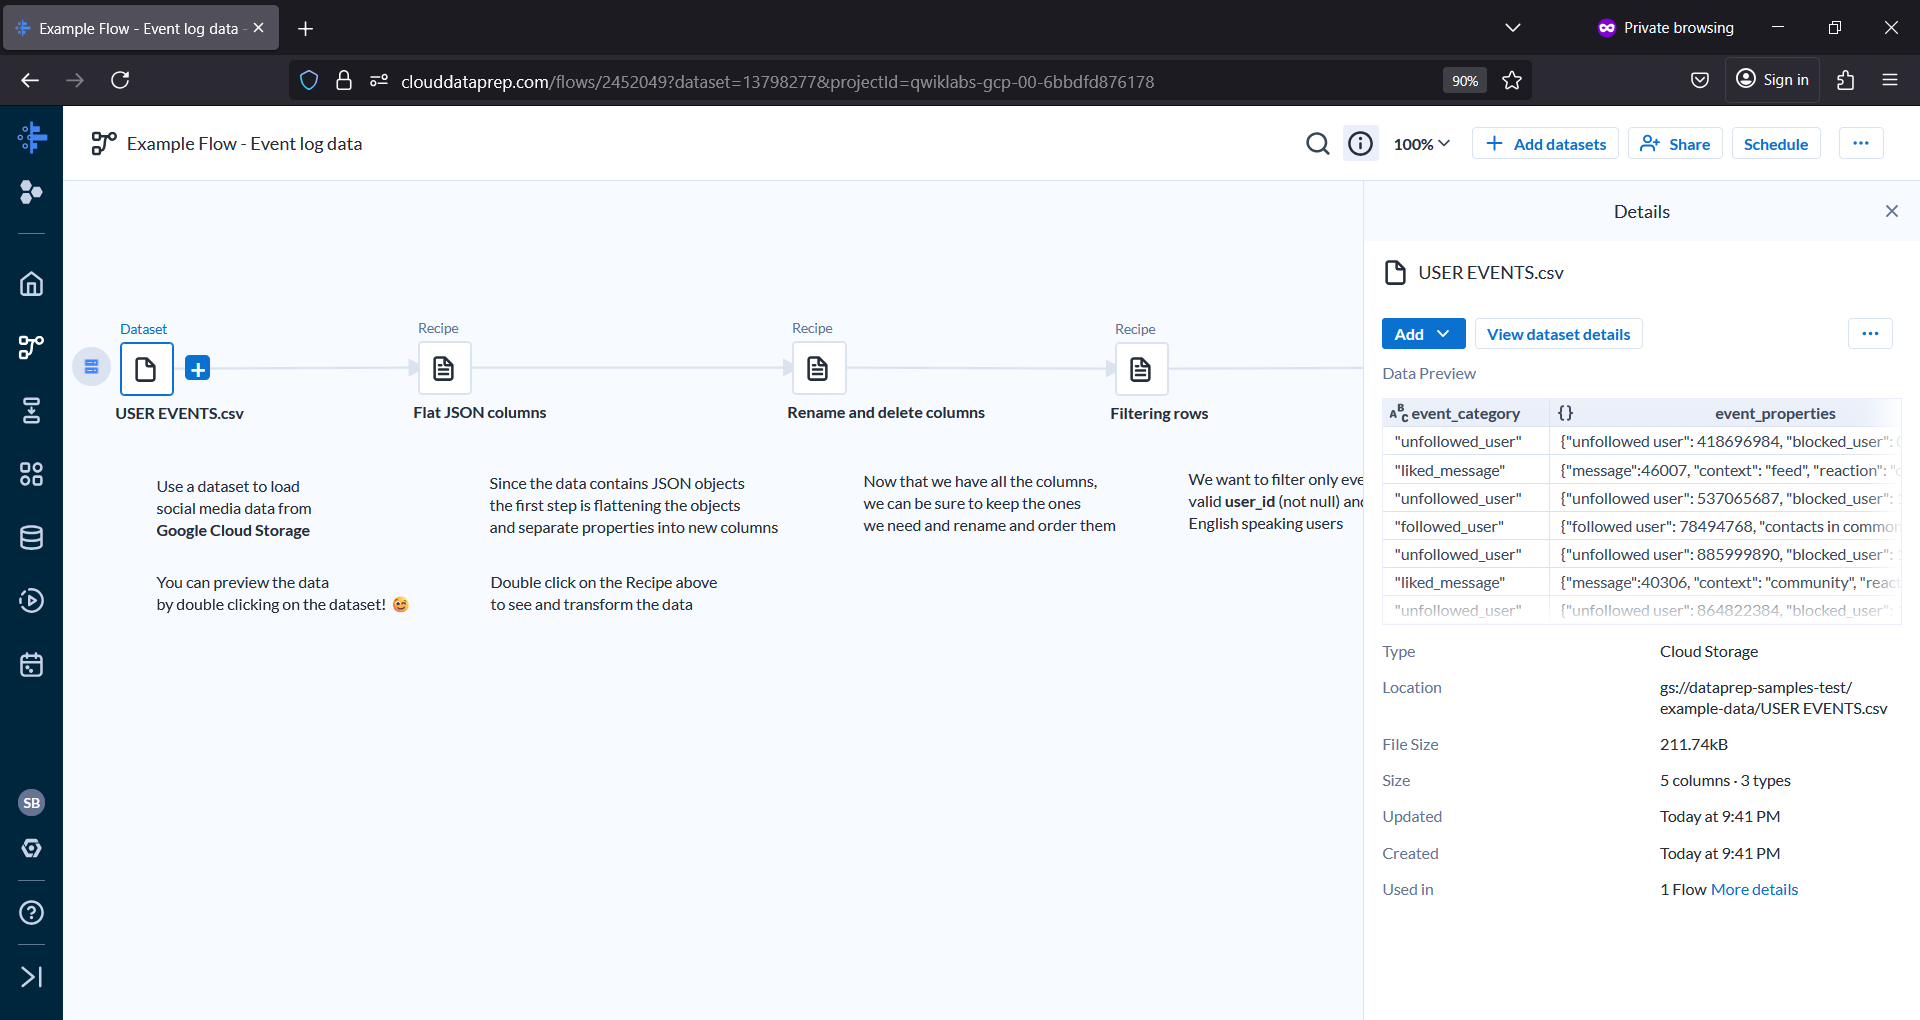 Example Flow - Event log data -
Private browsing
clouddataprep.com/flows/2452049?dataset=13798277&projectId=qwiklabs-gcp-00-6bbdfd876178
90%
Sign in
Example Flow - Event log data
100%
Add datasets
Share
Schedule
Details
USER EVENTS.csv
Add
View dataset details
Data Preview
ABC event_category
{} event_properties
"unfollowed_user" {"unfollowed user": 418696984, "blocked_user":
"liked_message" {"message":46007, "context": "feed", "reaction":
"unfollowed_user" {"unfollowed user": 537065687, "blocked_user":
"followed_user" {"followed user": 78494768, "contacts in common
"unfollowed_user" {"unfollowed user": 885999890, "blocked_user":
"liked_message" {"message":40306, "context": "community", "react
"unfollowed_user" {"unfollowed user": 864822384, "blocked_user":
Type Cloud Storage
Location gs://dataprep-samples-test/
example-data/USER EVENTS.csv
File Size 211.74kB
Size 5 columns · 3 types
Updated Today at 9:41 PM
Created Today at 9:41 PM
Used in 1 Flow More details
Dataset
USER EVENTS.csv
Recipe
Flat JSON columns
Recipe
Rename and delete columns
Recipe
Filtering rows
Use a dataset to load
social media data from
Google Cloud Storage
You can preview the data
by double clicking on the dataset! 😉
Since the data contains JSON objects
the first step is flattening the objects
and separate properties into new columns
Double click on the Recipe above
to see and transform the data
Now that we have all the columns,
we can be sure to keep the ones
we need and rename and order them
We want to filter only eve
valid user_id (not null) and
English speaking users
SB